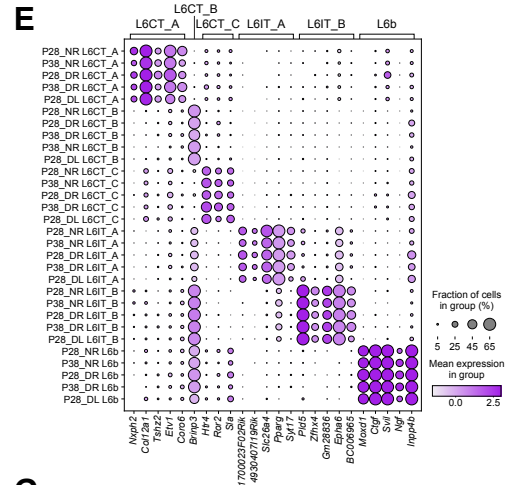 E
L6CT_B
L6CT_A L6CT_C L6IT_A L6IT_B L6b
P28_NR L6CT_A
P38_NR L6CT_A
P28_DR L6CT_A
P38_DR L6CT_A
P28_DL L6CT_A
P28_NR L6CT_B
P28_DR L6CT_B
P38_DR L6CT_B
P38_NR L6CT_B
P28_DL L6CT_B
P28_NR L6CT_C
P38_NR L6CT_C
P28_DR L6CT_C
P38_DR L6CT_C
P28_DL L6CT_C
P28_NR L6IT_A
P38_NR L6IT_A
P28_DR L6IT_A
P38_DR L6IT_A
P28_DL L6IT_A
P28_NR L6IT_B
P38_NR L6IT_B
P28_DR L6IT_B
P38_DR L6IT_B
P28_DL L6IT_B
P28_NR L6b
P38_NR L6b
P28_DR L6b
P38_DR L6b
P28_DL L6b
Nxph2 Col12a1 Tshz2 Etv1 Coro6 Brinp3 Htr4 Ror2 Sla 1700023F02Rik 4930407I19Rik Slc26a4 Pparg Syt17 Pld5 Zfhx4 Gm28836 Epha6 BC006965 Moxd1 Ctgf Svil Ngf Inpp4b
Fraction of cells
in group (%)
5 25 45 65
Mean expression
in group
0.0 2.5